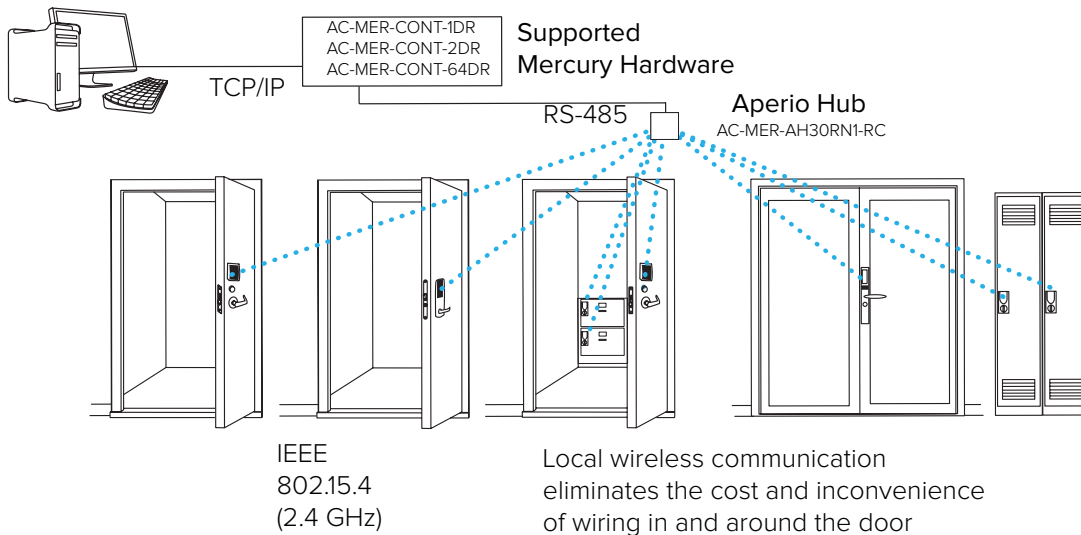 AC-MER-CONT-1DR
AC-MER-CONT-2DR
AC-MER-CONT-64DR
Supported
Mercury Hardware
TCP/IP
RS-485
Aperio Hub
AC-MER-AH30RN1-RC
IEEE
802.15.4
(2.4 GHz)
Local wireless communication
eliminates the cost and inconvenience
of wiring in and around the door